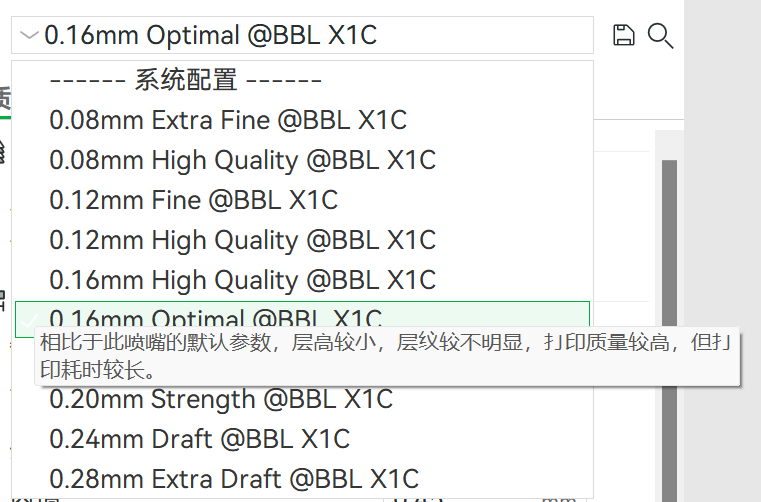 0.16mm Optimal @BBL X1C
------ 系统配置 ------
0.08mm Extra Fine @BBL X1C
0.08mm High Quality @BBL X1C
0.12mm Fine @BBL X1C
0.12mm High Quality @BBL X1C
0.16mm High Quality @BBL X1C
0.16mm Optimal @BBL X1C
相比于此喷嘴的默认参数，层高较小，层纹较不明显，打印质量较高，但打
印耗时较长。
0.20mm Strength @BBL X1C
0.24mm Draft @BBL X1C
0.28mm Extra Draft @BBL X1C